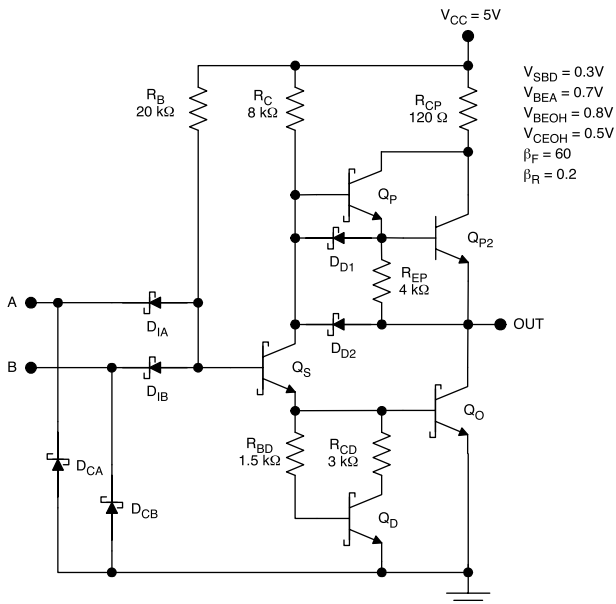 V_CC = 5V
V_SBD = 0.3V
V_BEA = 0.7V
V_BEOH = 0.8V
V_CEOH = 0.5V
β_F = 60
β_R = 0.2
R_B
20 kΩ
R_C
8 kΩ
R_CP
120 Ω
Q_P
Q_P2
D_D1
R_EP
4 kΩ
A
D_IA
D_D2
OUT
B
D_IB
Q_S
Q_O
R_BD
1.5 kΩ
R_CD
3 kΩ
D_CA
D_CB
Q_D